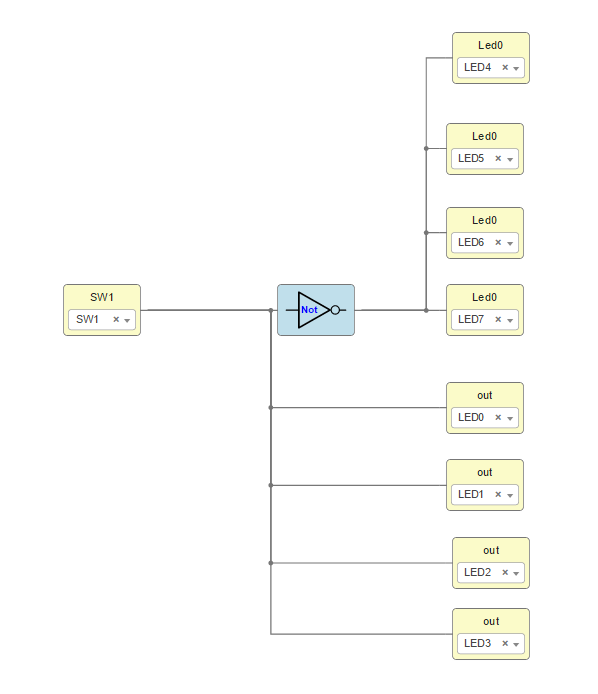 Led0
LED4 ×
Led0
LED5 ×
Led0
LED6 ×
SW1
SW1 ×
Not
Led0
LED7 ×
out
LED0 ×
out
LED1 ×
out
LED2 ×
out
LED3 ×